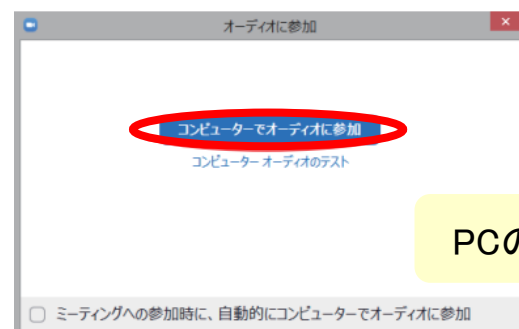 オーディオに参加
コンピューターでオーディオに参加
コンピューター オーディオのテスト
PCの
ミーティングへの参加時に、自動的にコンピューターでオーディオに参加